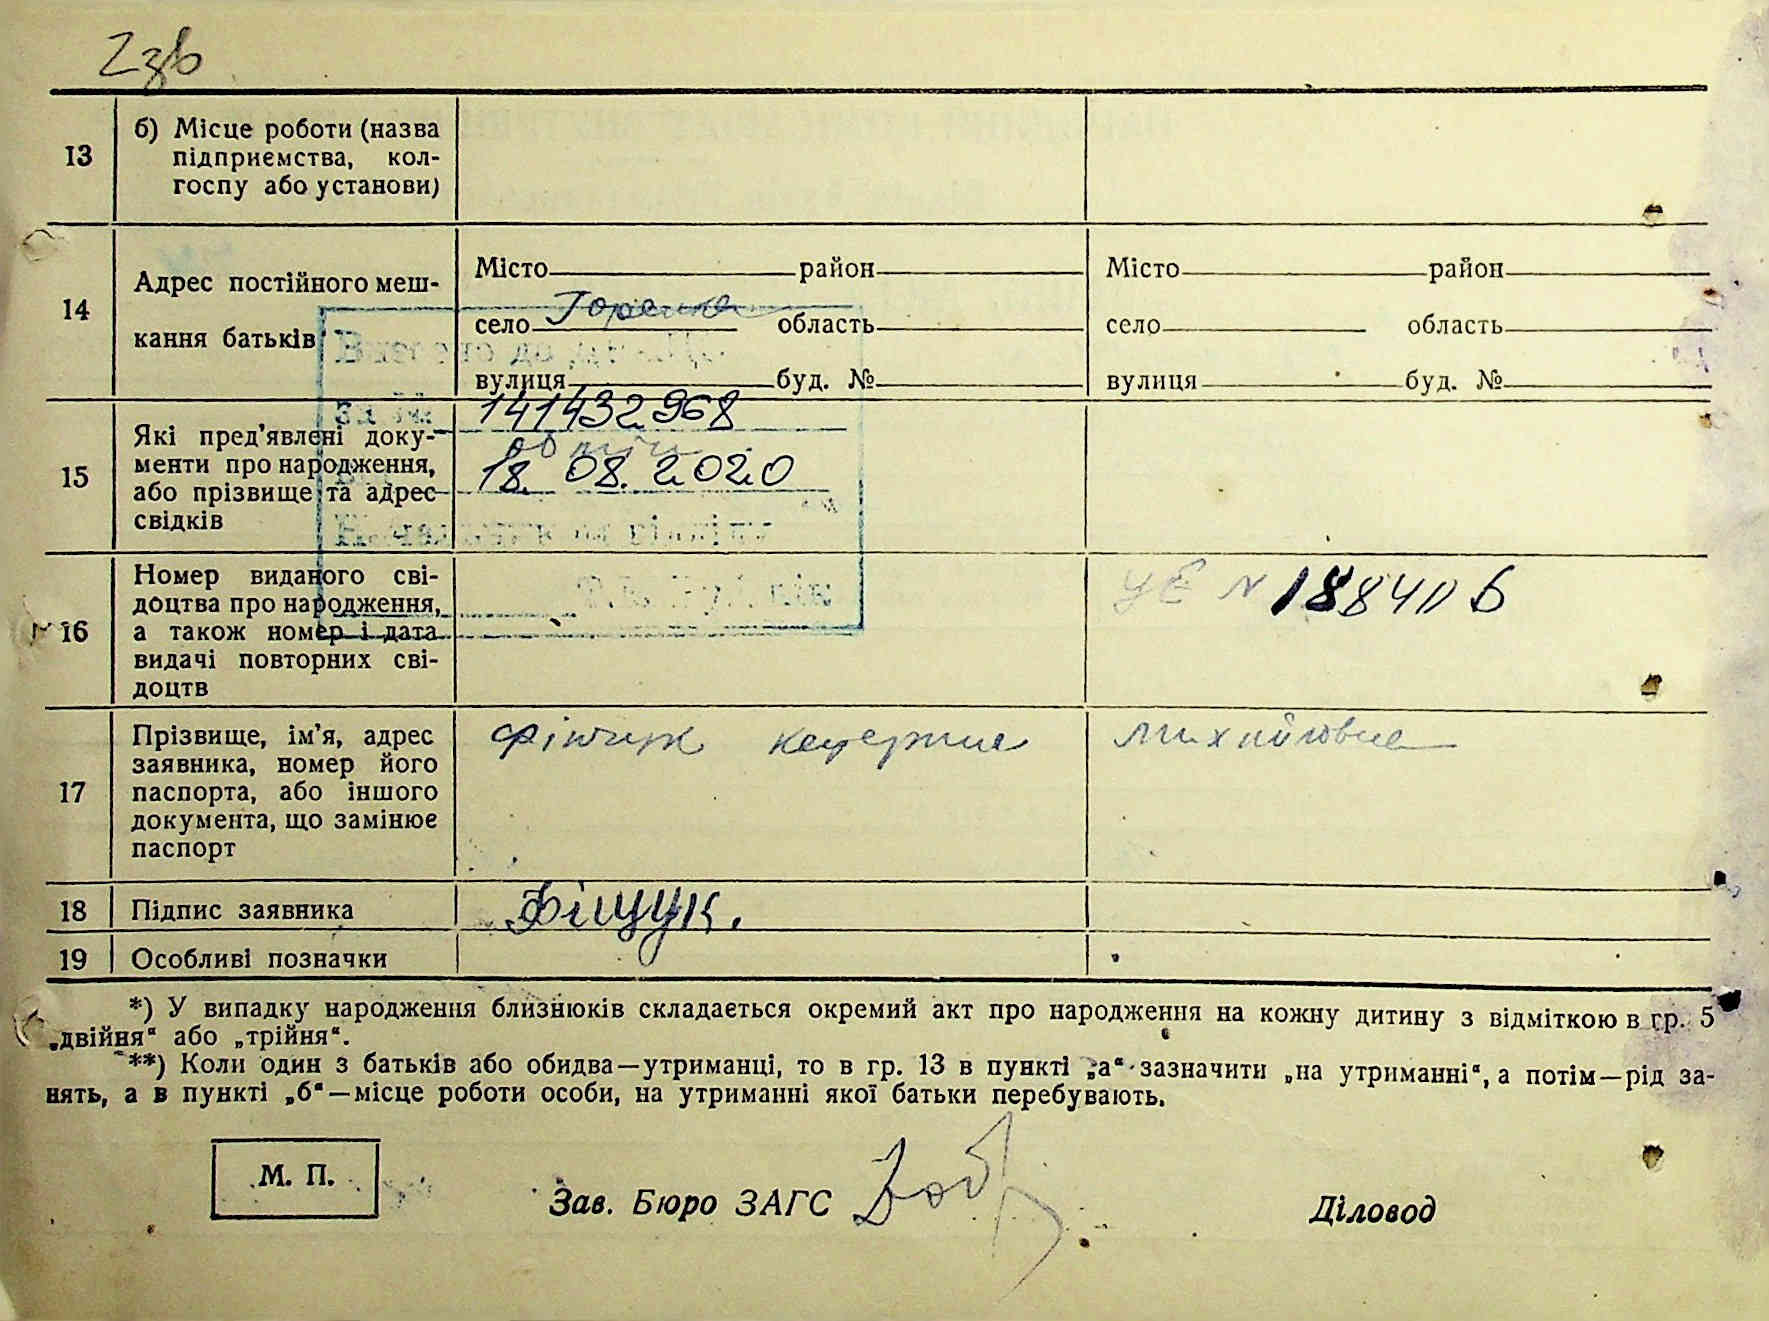 2зв
13 б) Місце роботи (назва
підприємства, кол-
госпу або установи)
14 Адрес постійного меш-
кання батьків
Місто район
село область
вулиця буд. №
Місто район
село область
вулиця буд. №
15 Які пред’явлені доку-
менти про народження,
або прізвище та адрес
свідків
141432968
18. 08. 2020
16 Номер виданого сві-
доцтва про народження,
а також номер і дата
видачі повторних сві-
доцтв
УЄ №
17 Прізвище, ім’я, адрес
заявника, номер його
паспорта, або іншого
документа, що замінює
паспорт
Фіщук Михайловна
18 Підпис заявника Фіщук.
19 Особливі позначки
*) У випадку народження близнюків складається окремий акт про народження на кожну дитину з відміткою в гр. 5
„двійня“ або „трійня“.
**) Коли один з батьків або обидва—утриманці, то в гр. 13 в пункті „а“ зазначити „на утриманні“, а потім—рід за-
нять, а в пункті „б“—місце роботи особи, на утриманні якої батьки перебувають.
М. П.
Зав. Бюро ЗАГС Діловод